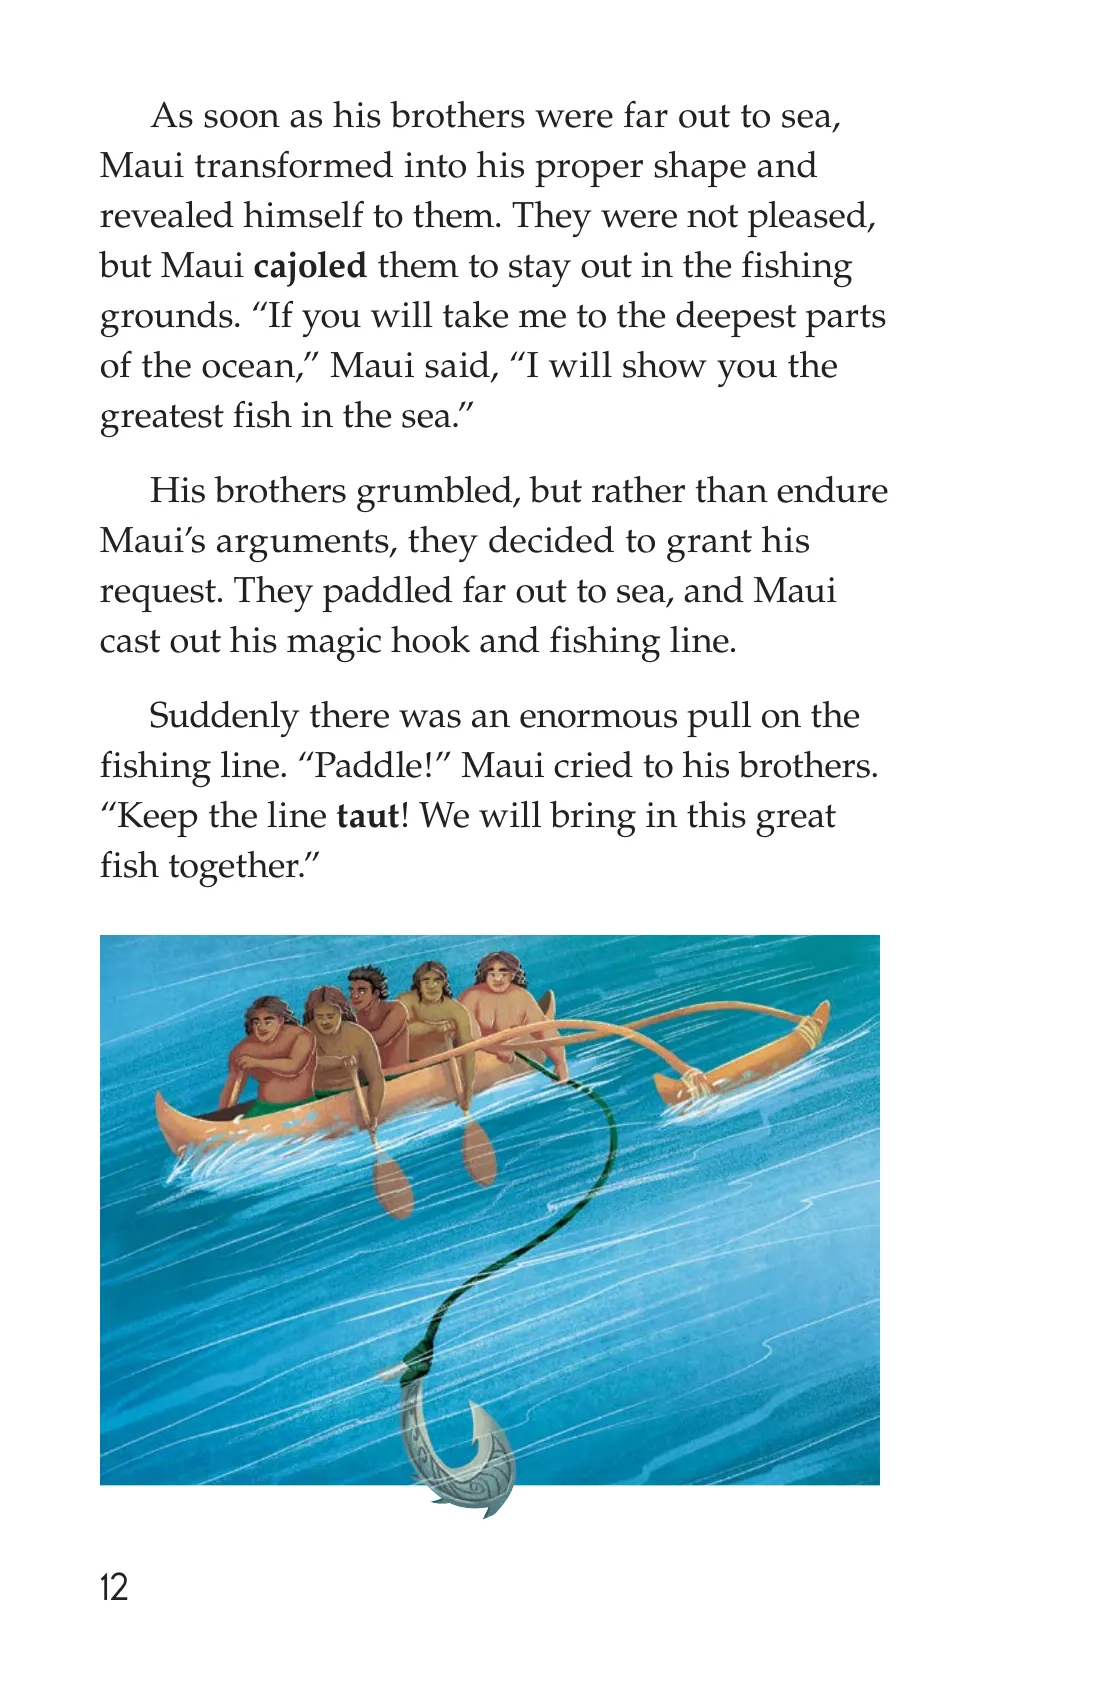 As soon as his brothers were far out to sea,
Maui transformed into his proper shape and
revealed himself to them. They were not pleased,
but Maui cajoled them to stay out in the fishing
grounds. “If you will take me to the deepest parts
of the ocean,” Maui said, “I will show you the
greatest fish in the sea.”
His brothers grumbled, but rather than endure
Maui’s arguments, they decided to grant his
request. They paddled far out to sea, and Maui
cast out his magic hook and fishing line.
Suddenly there was an enormous pull on the
fishing line. “Paddle!” Maui cried to his brothers.
“Keep the line taut! We will bring in this great
fish together.”
12